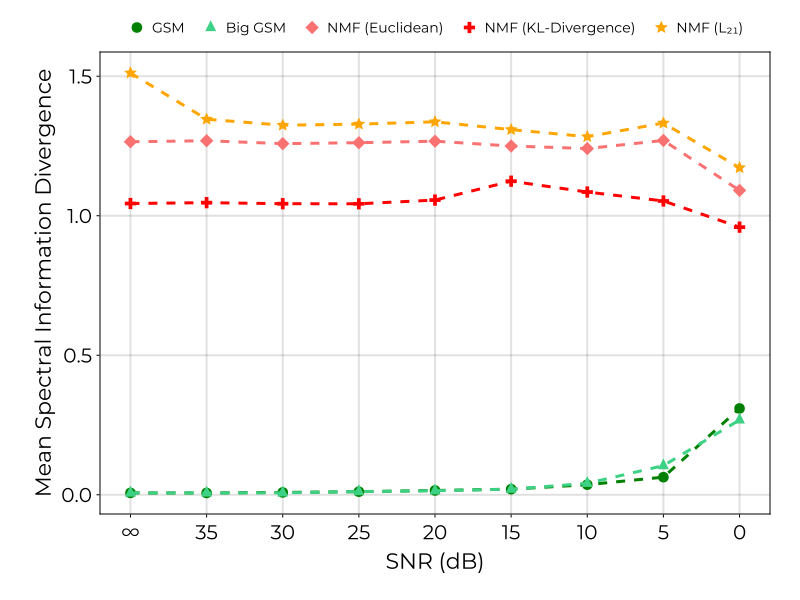 GSM Big GSM NMF (Euclidean) NMF (KL-Divergence) NMF (L₂₁)
Mean Spectral Information Divergence
1.5
1.0
0.5
0.0
∞ 35 30 25 20 15 10 5 0
SNR (dB)